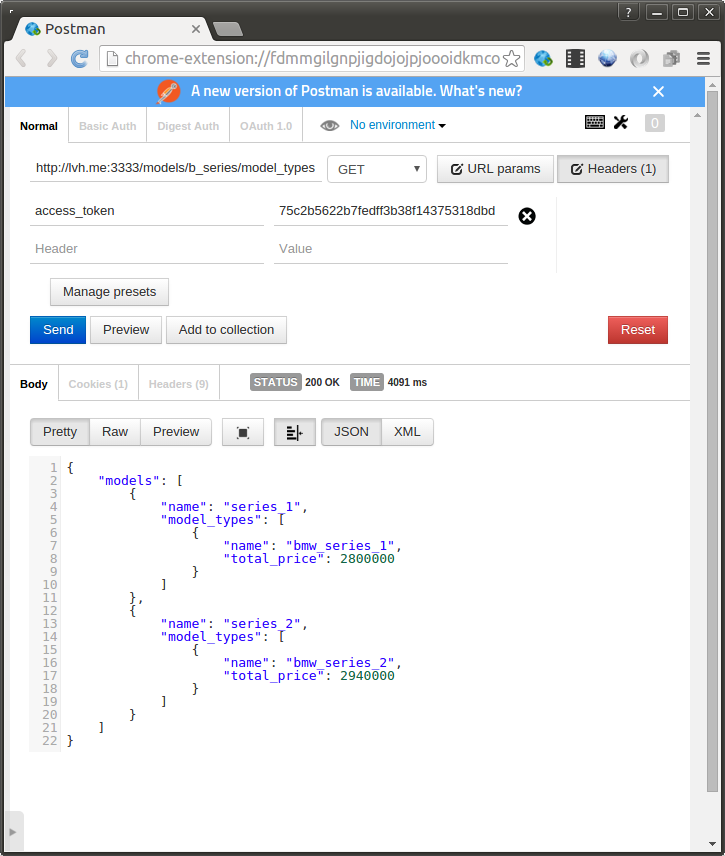 ?
Postman
chrome-extension://fdmmgilgnpjigdojojpjoooidkmco
A new version of Postman is available. What's new?
Normal Basic Auth Digest Auth OAuth 1.0 No environment 0
http://lvh.me:3333/models/b_series/model_types GET URL params Headers (1)
access_token 75c2b5622b7fedff3b38f14375318dbd
Header Value
Manage presets
Send Preview Add to collection Reset
Body Cookies (1) Headers (9) STATUS 200 OK TIME 4091 ms
Pretty Raw Preview JSON XML
1 {
2 "models": [
3 {
4 "name": "series_1",
5 "model_types": [
6 {
7 "name": "bmw_series_1",
8 "total_price": 2800000
9 }
10 ]
11 },
12 {
13 "name": "series_2",
14 "model_types": [
15 {
16 "name": "bmw_series_2",
17 "total_price": 2940000
18 }
19 ]
20 }
21 ]
22 }